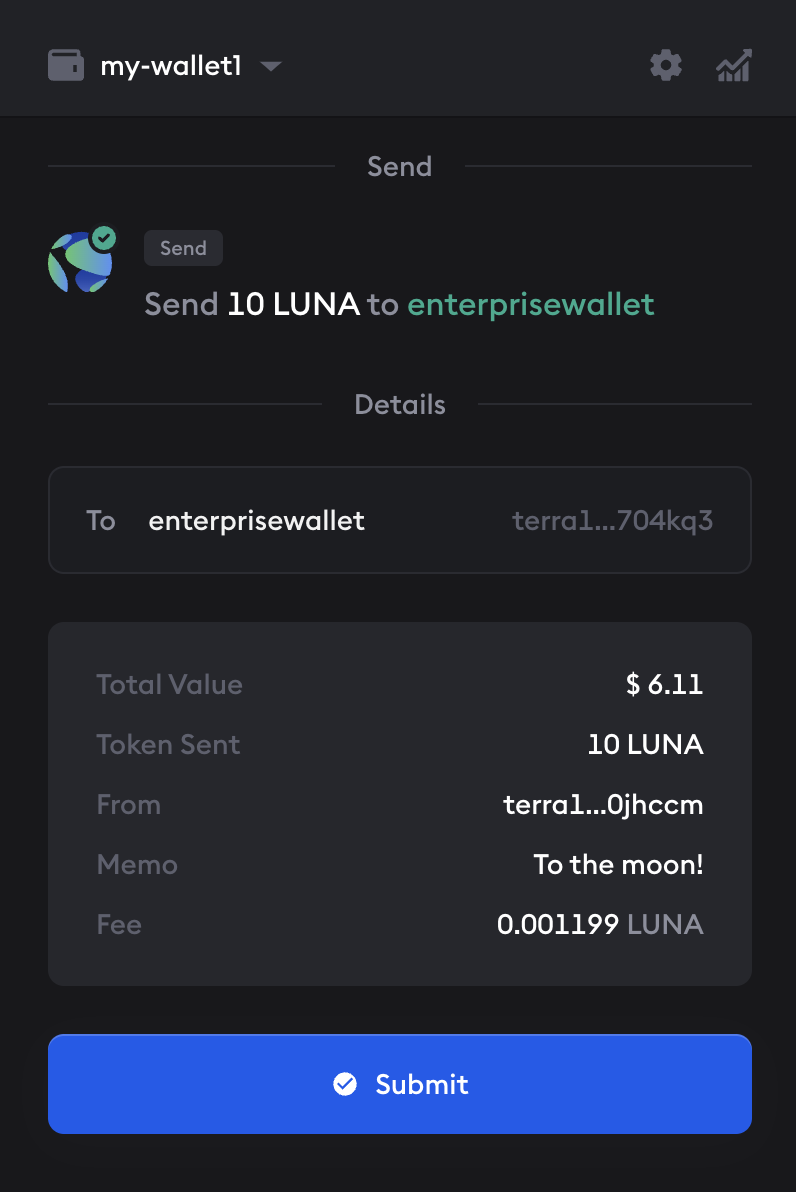 my-wallet1
Send
Send
Send 10 LUNA to enterprisewallet
Details
To enterprisewallet terra1...704kq3
Total Value $ 6.11
Token Sent 10 LUNA
From terra1...0jhccm
Memo To the moon!
Fee 0.001199 LUNA
Submit